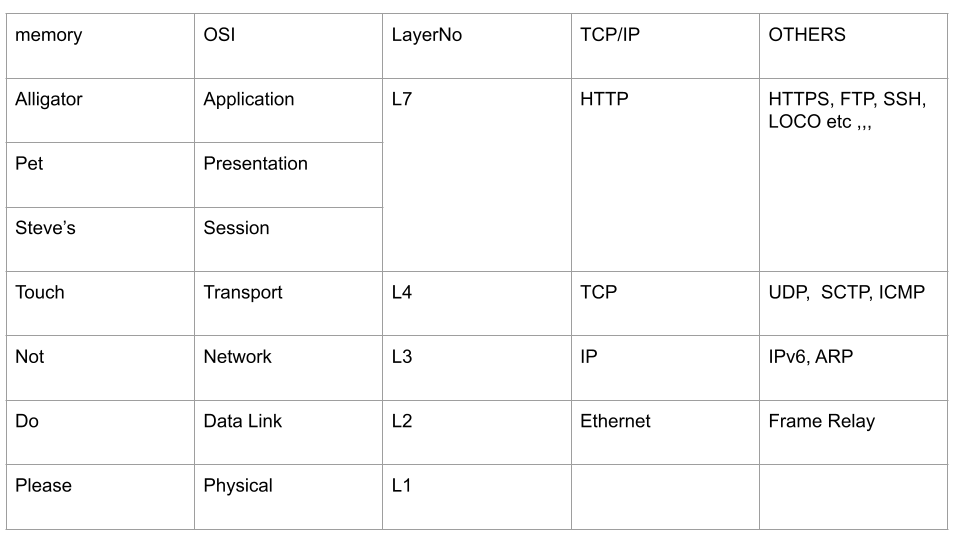 memory OSI LayerNo TCP/IP OTHERS
Alligator Application L7 HTTP HTTPS, FTP, SSH,
LOCO etc ,,,
Pet Presentation
Steve’s Session
Touch Transport L4 TCP UDP,  SCTP, ICMP
Not Network L3 IP IPv6, ARP
Do Data Link L2 Ethernet Frame Relay
Please Physical L1